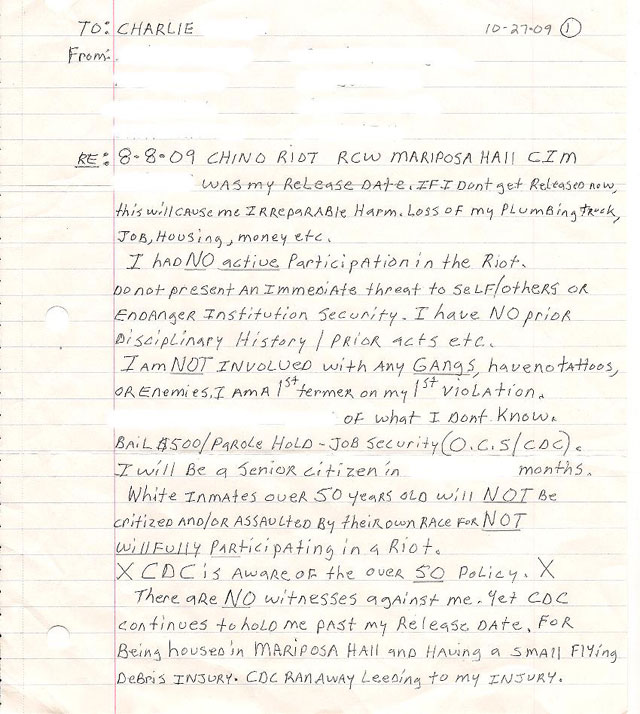 TO: CHARLIE 10-27-09 1
From:
RE: 8-8-09 CHINO RIOT RCW MARIPOSA HAll CIM
WAS my Release DATE. IF I Dont get Released now,
this will CAUSE me IRREPARABLE Harm. Loss of my Plumbing truck,
JOB, Housing, money etc.
I HAD NO active Participation in the Riot.
DO not present AN Immediate threat to SELF/OTHERS OR
ENDANGER Institution Security. I have NO prior
Disciplinary History / PRIOR acts etc.
I am NOT INVOLVED with Any GANGS, have no tattoos,
OR Enemies. I AM A 1st termer on my 1st violation.
of what I Dont Know.
BAIL $500/PAROLE HOLD - JOB Security (O.C.S/CDC).
I will Be a Senior citizen in months.
White Inmates over 50 years old will NOT Be
critized AND/OR ASSAULTED By their own RACE FOR NOT
willFully Participating in a Riot.
X CDC is AWARE OF the over 50 Policy. X
There are NO witnesses against me. Yet CDC
continues to hold me past my Release DATE, FOR
Being housed in MARIPOSA HAll and Having a small Flying
DeBris INJURY. CDC RAN AWAY Leeding to my INJURY.